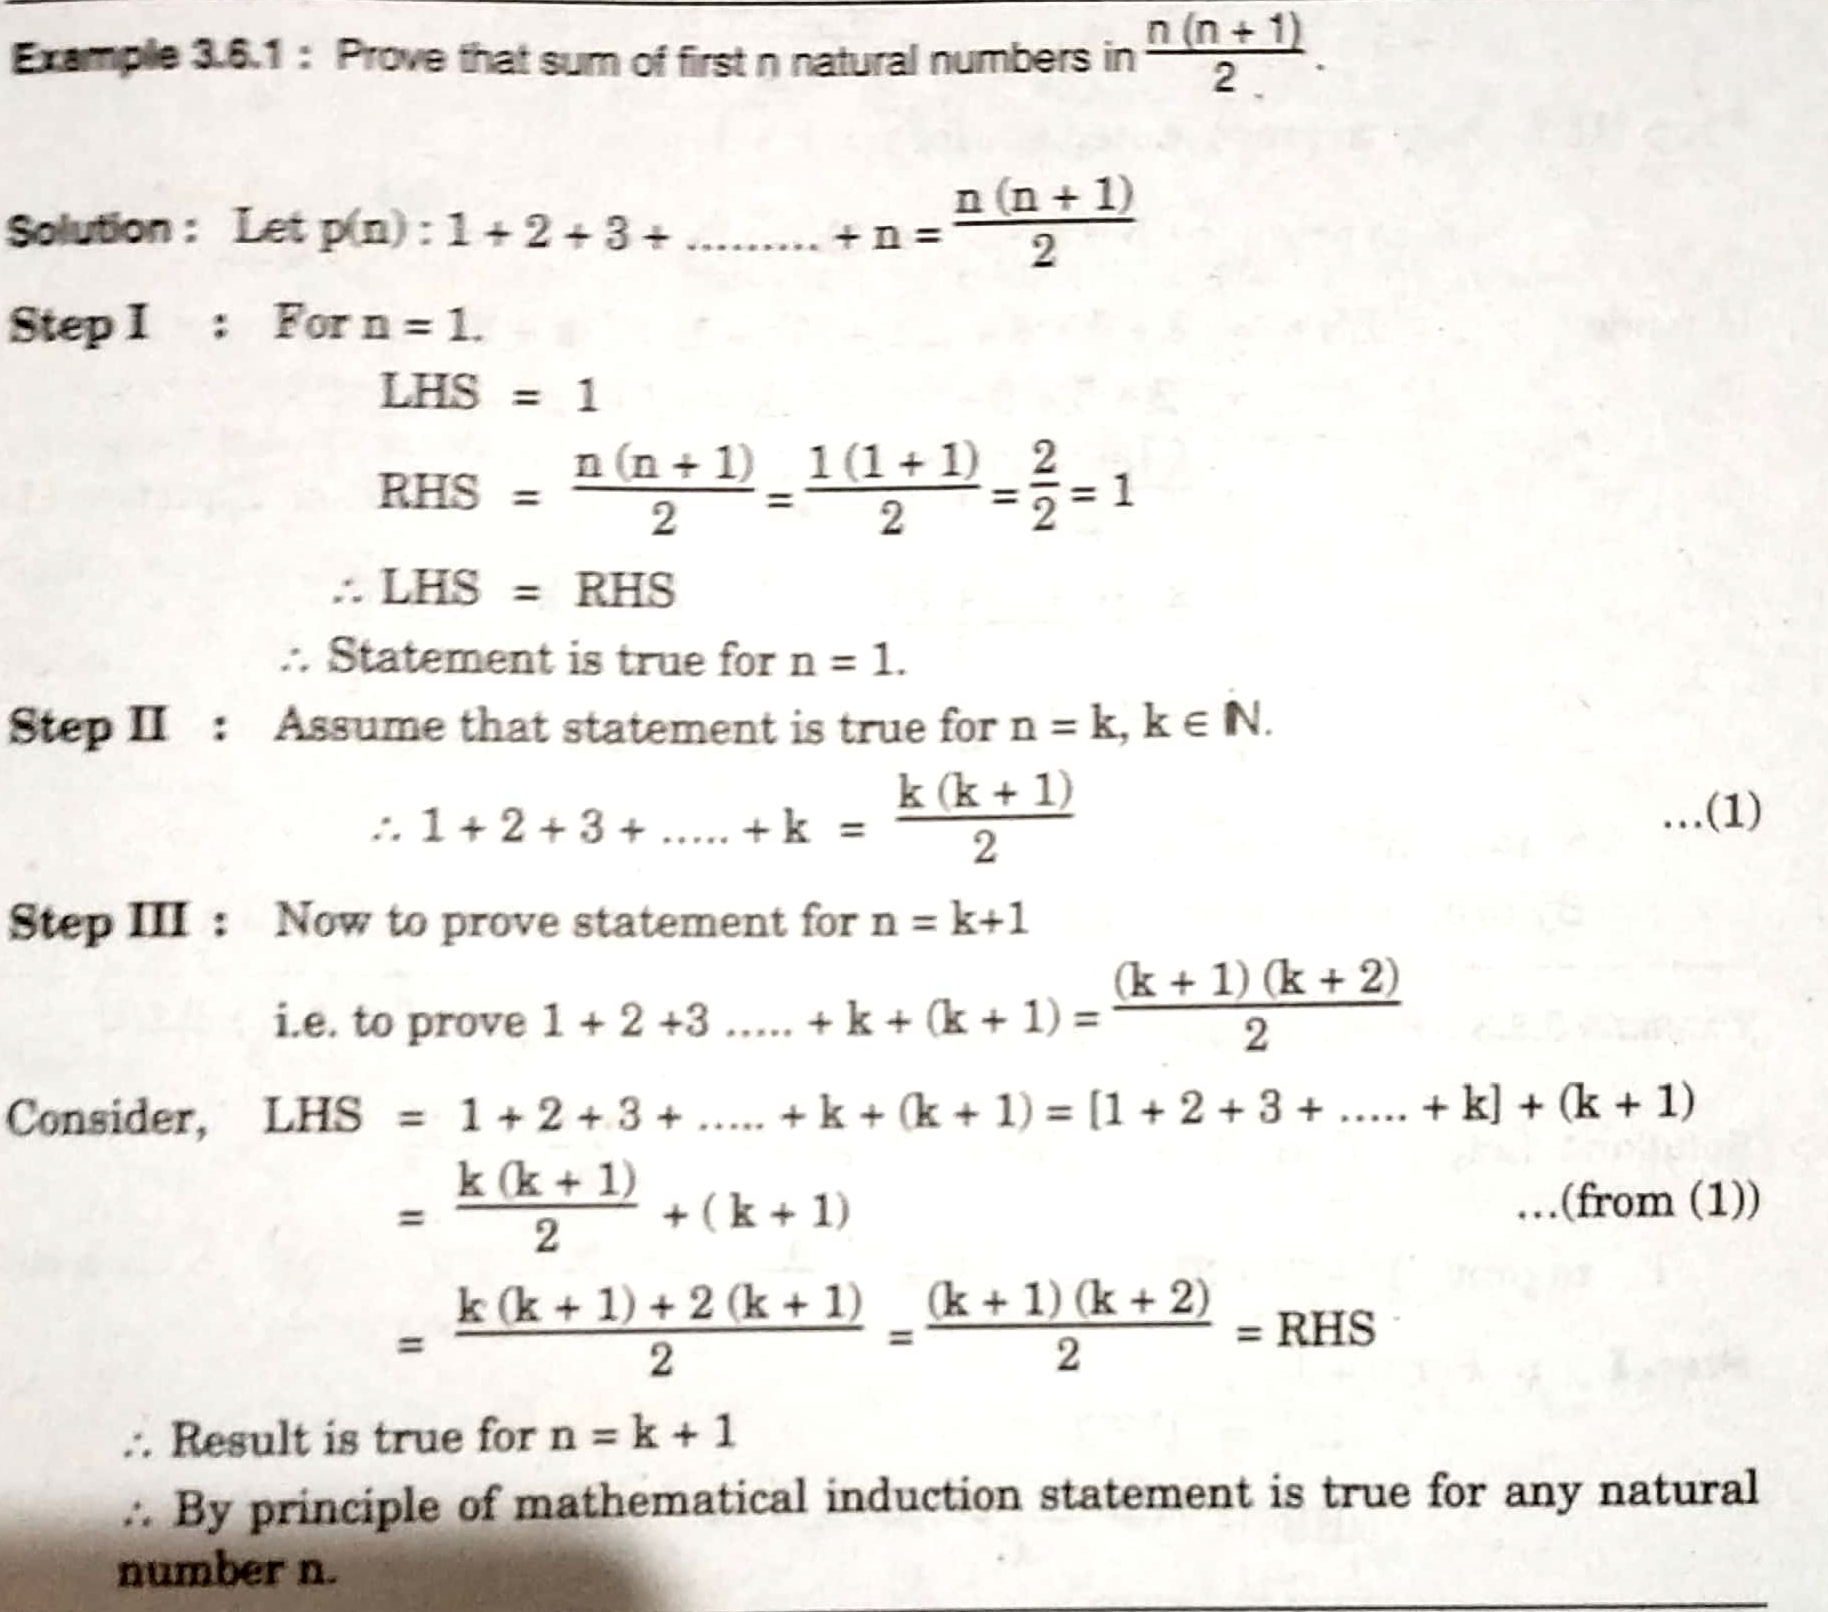 Example 3.6.1 : Prove that sum of first n natural numbers in n (n + 1) / 2 .
Solution : Let p(n) : 1 + 2 + 3 + ......... + n = n (n + 1) / 2
Step I : For n = 1.
LHS = 1
RHS = n (n + 1) / 2 = 1 (1 + 1) / 2 = 2 / 2 = 1
∴ LHS = RHS
∴ Statement is true for n = 1.
Step II : Assume that statement is true for n = k, k ∈ N.
∴ 1 + 2 + 3 + ...... + k = k (k + 1) / 2 ...(1)
Step III : Now to prove statement for n = k+1
i.e. to prove 1 + 2 +3 ...... + k + (k + 1) = (k + 1) (k + 2) / 2
Consider, LHS = 1 + 2 + 3 + ...... + k + (k + 1) = [1 + 2 + 3 + ...... + k] + (k + 1)
= k (k + 1) / 2 + ( k + 1) ...(from (1))
= k (k + 1) + 2 (k + 1) / 2 = (k + 1) (k + 2) / 2 = RHS
∴ Result is true for n = k + 1
∴ By principle of mathematical induction statement is true for any natural
number n.